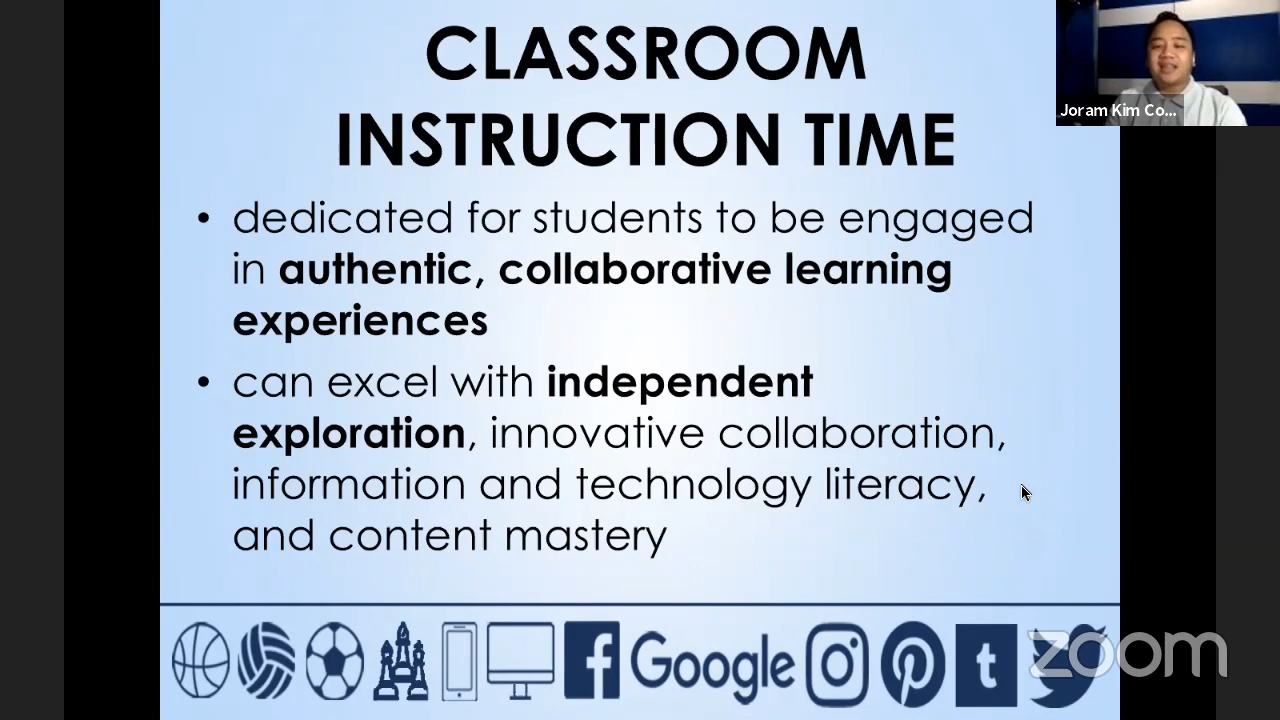 CLASSROOM
INSTRUCTION TIME
Joram Kim Co...
• dedicated for students to be engaged
in authentic, collaborative learning
experiences
• can excel with independent
exploration, innovative collaboration,
information and technology literacy,
and content mastery
f Google t
zoom